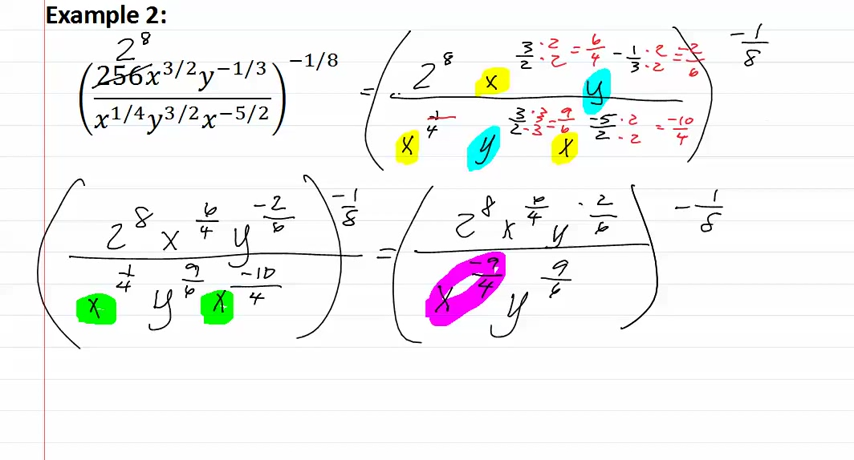 Example 2:
2^8
(256x^{3/2}y^{-1/3} / x^{1/4}y^{3/2}x^{-5/2})^{-1/8} = (2^8 x^{3/2 · 2/2 = 6/4} y^{-1/3 · 2/2 = -2/6} / x^{1/4} y^{3/2 · 3/3 = 9/6} x^{-5/2 · 2/2 = -10/4})^{-1/8}
(2^8 x^{6/4} y^{-2/6} / x^{1/4} y^{9/6} x^{-10/4})^{-1/8} = (2^8 x^{6/4} y^{-2/6} / x^{-9/4} y^{9/6})^{-1/8}